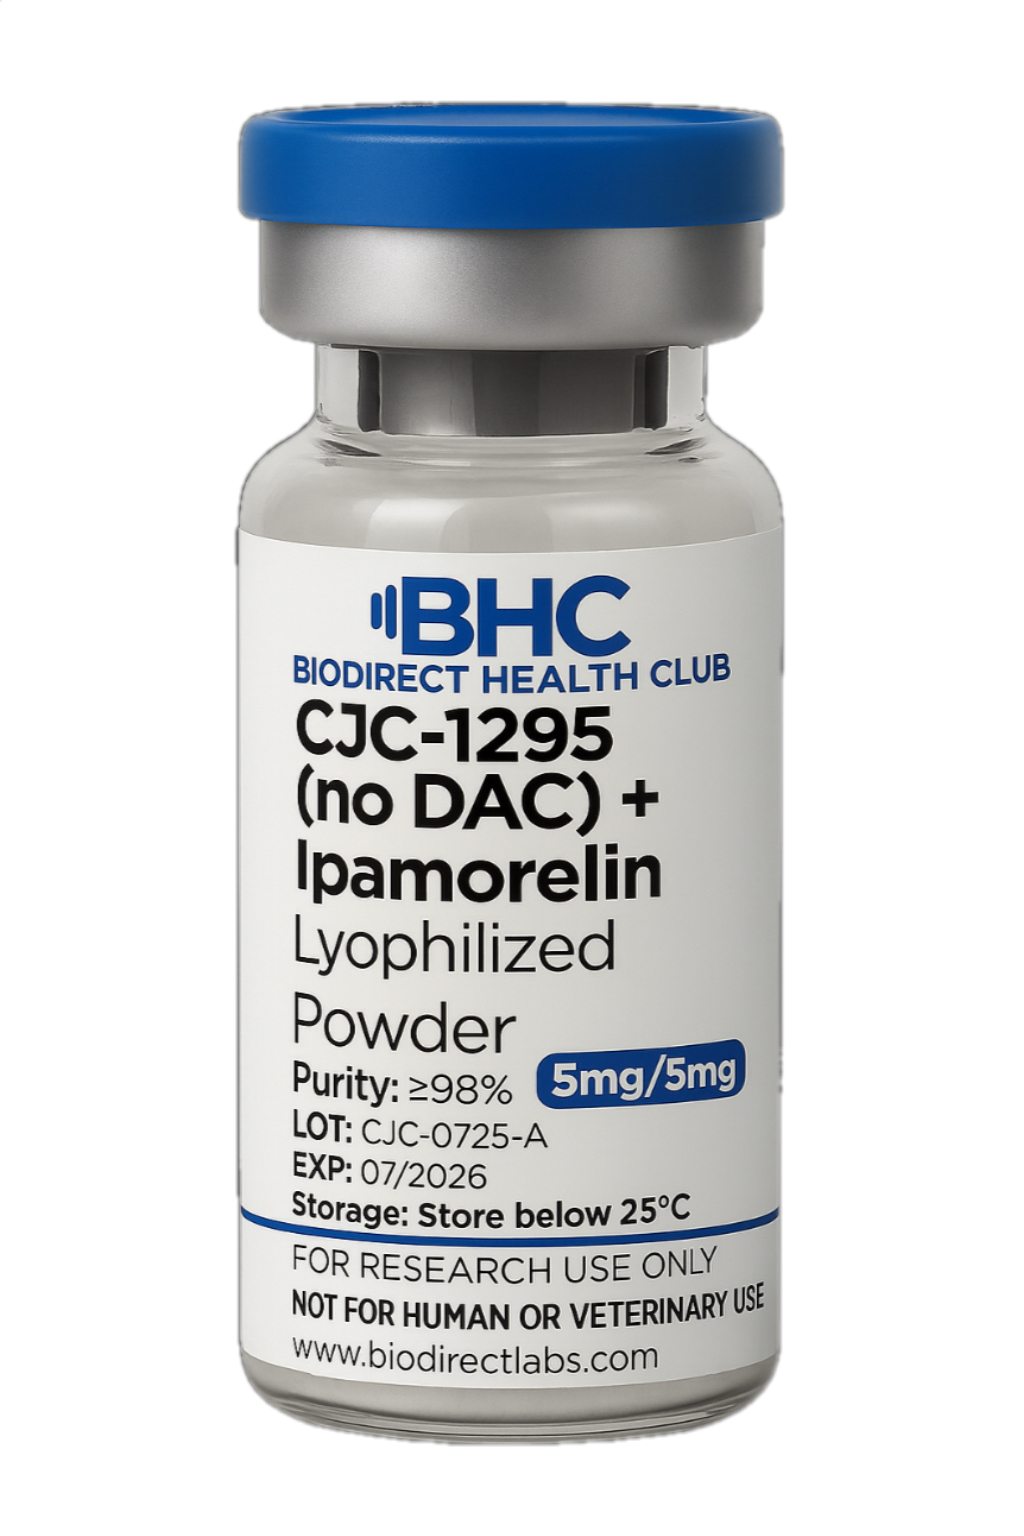 BHC
BIODIRECT HEALTH CLUB
CJC-1295
(no DAC) +
Ipamorelin
Lyophilized
Powder
Purity: ≥98% 5mg/5mg
LOT: CJC-0725-A
EXP: 07/2026
Storage: Store below 25°C
FOR RESEARCH USE ONLY
NOT FOR HUMAN OR VETERINARY USE
www.biodirectlabs.com